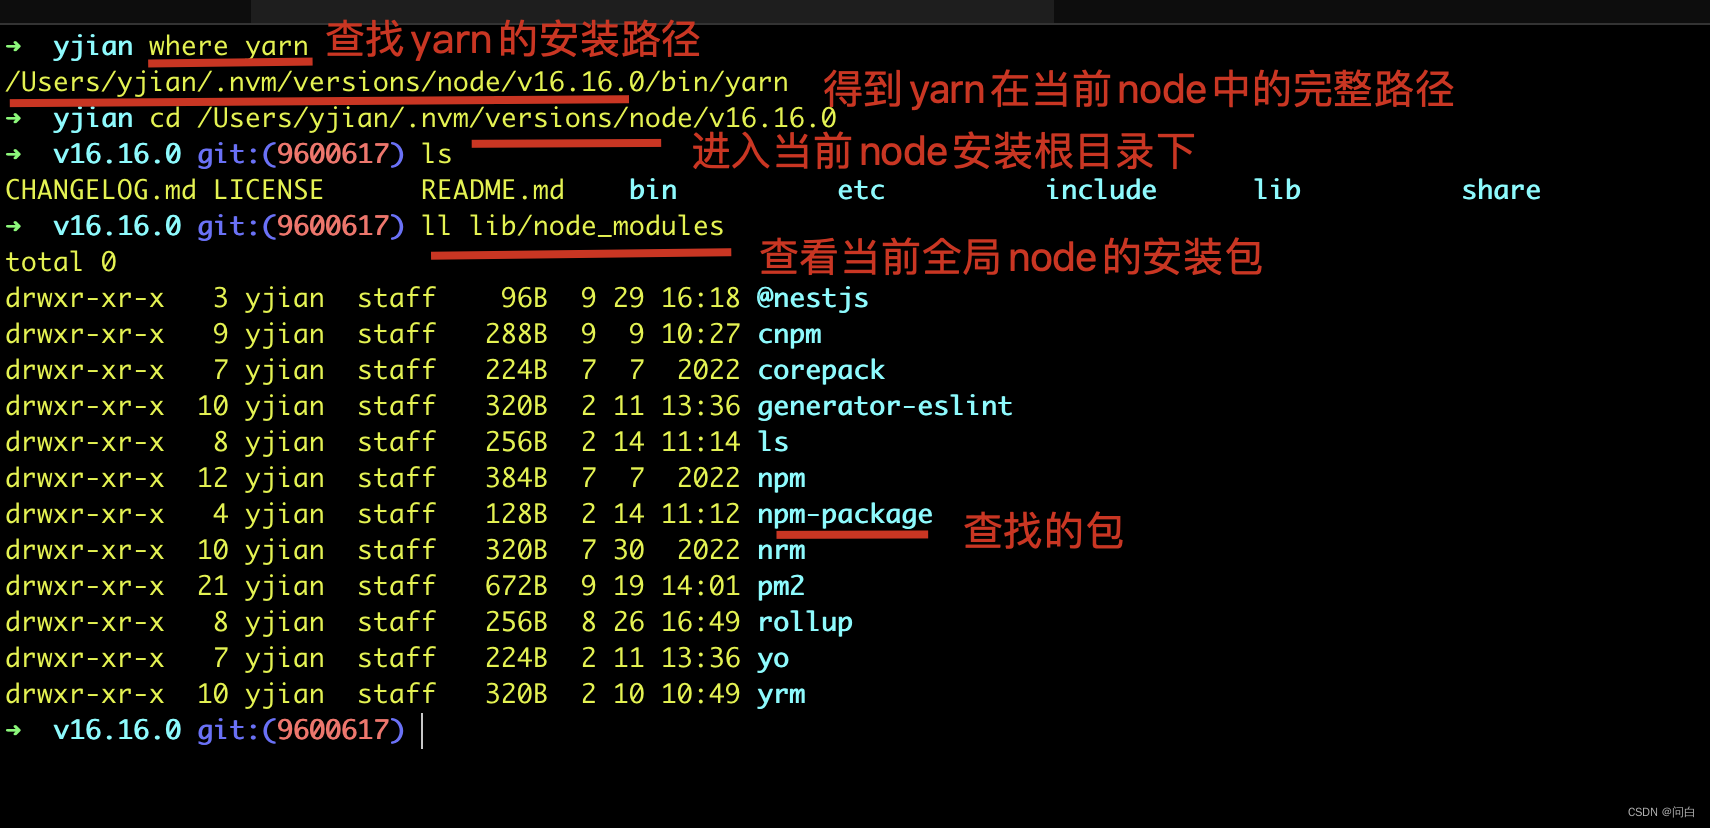 ➜  yjian where yarn 查找yarn的安装路径
/Users/yjian/.nvm/versions/node/v16.16.0/bin/yarn 得到yarn在当前node中的完整路径
➜  yjian cd /Users/yjian/.nvm/versions/node/v16.16.0
➜  v16.16.0 git:(9600617) ls 进入当前node安装根目录下
CHANGELOG.md LICENSE README.md bin etc include lib share
➜  v16.16.0 git:(9600617) ll lib/node_modules
total 0 查看当前全局node的安装包
drwxr-xr-x 3 yjian staff 96B 9 29 16:18 @nestjs
drwxr-xr-x 9 yjian staff 288B 9 9 10:27 cnpm
drwxr-xr-x 7 yjian staff 224B 7 7 2022 corepack
drwxr-xr-x 10 yjian staff 320B 2 11 13:36 generator-eslint
drwxr-xr-x 8 yjian staff 256B 2 14 11:14 ls
drwxr-xr-x 12 yjian staff 384B 7 7 2022 npm
drwxr-xr-x 4 yjian staff 128B 2 14 11:12 npm-package 查找的包
drwxr-xr-x 10 yjian staff 320B 7 30 2022 nrm
drwxr-xr-x 21 yjian staff 672B 9 19 14:01 pm2
drwxr-xr-x 8 yjian staff 256B 8 26 16:49 rollup
drwxr-xr-x 7 yjian staff 224B 2 11 13:36 yo
drwxr-xr-x 10 yjian staff 320B 2 10 10:49 yrm
➜  v16.16.0 git:(9600617)
CSDN @问白